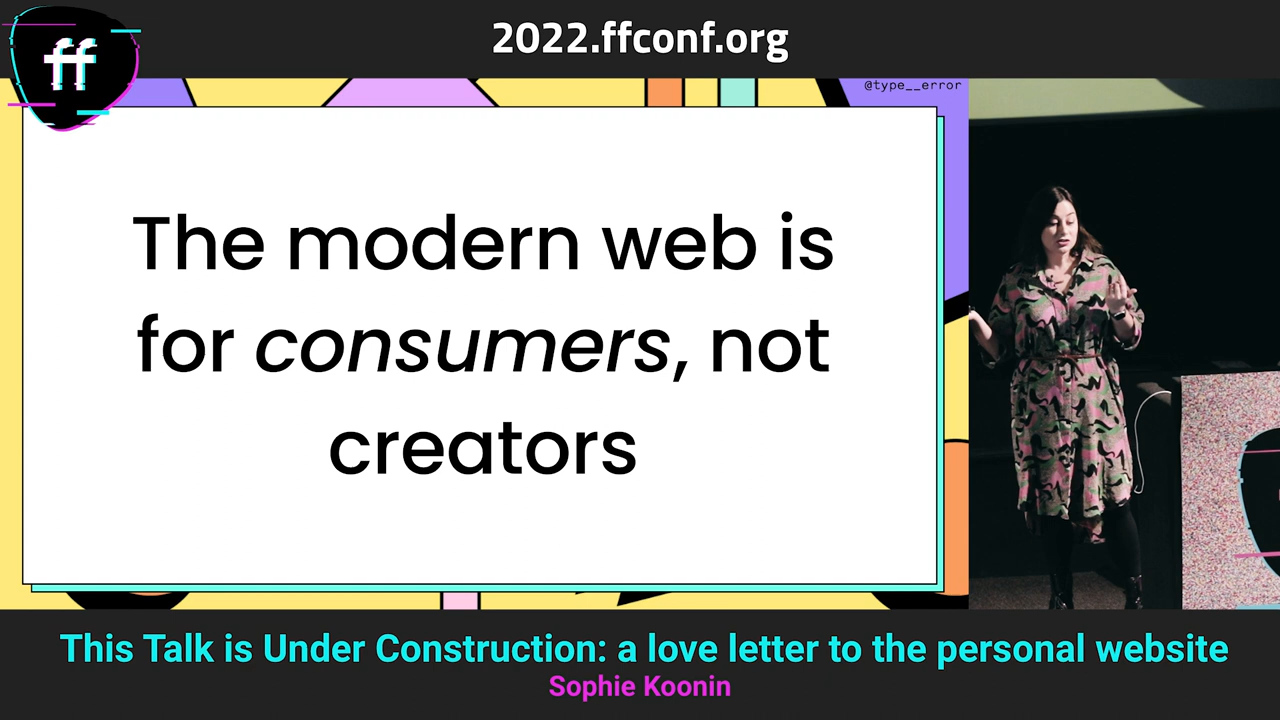 2022.ffconf.org
ff
@type__error
The modern web is
for consumers, not
creators
This Talk is Under Construction: a love letter to the personal website
Sophie Koonin